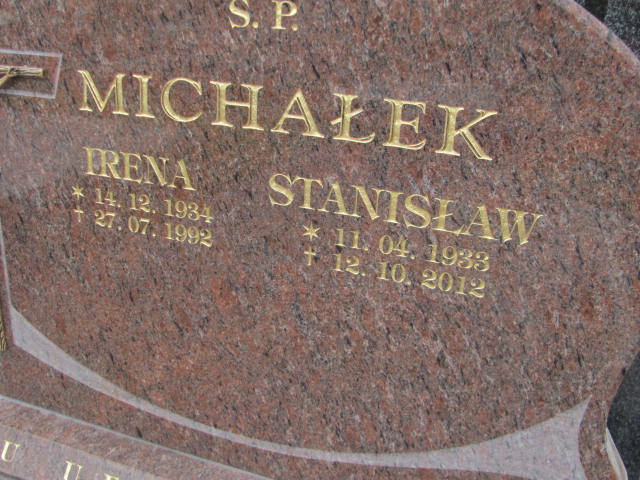 Ś. P.
MICHAŁEK
IRENA
* 14. 12. 1934
† 27. 07. 1992
STANISŁAW
* 11. 04. 1933
† 12. 10. 2012